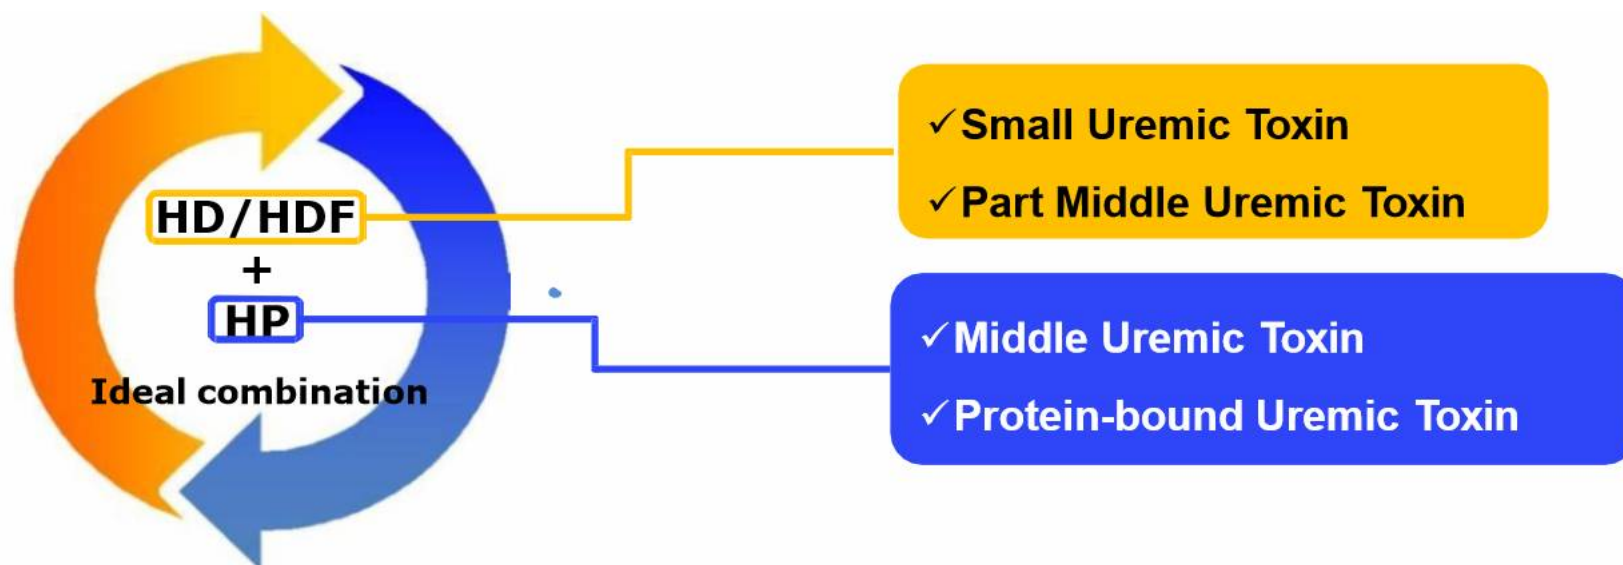 HD/HDF
+
HP
Ideal combination
✓Small Uremic Toxin
✓Part Middle Uremic Toxin
✓Middle Uremic Toxin
✓Protein-bound Uremic Toxin